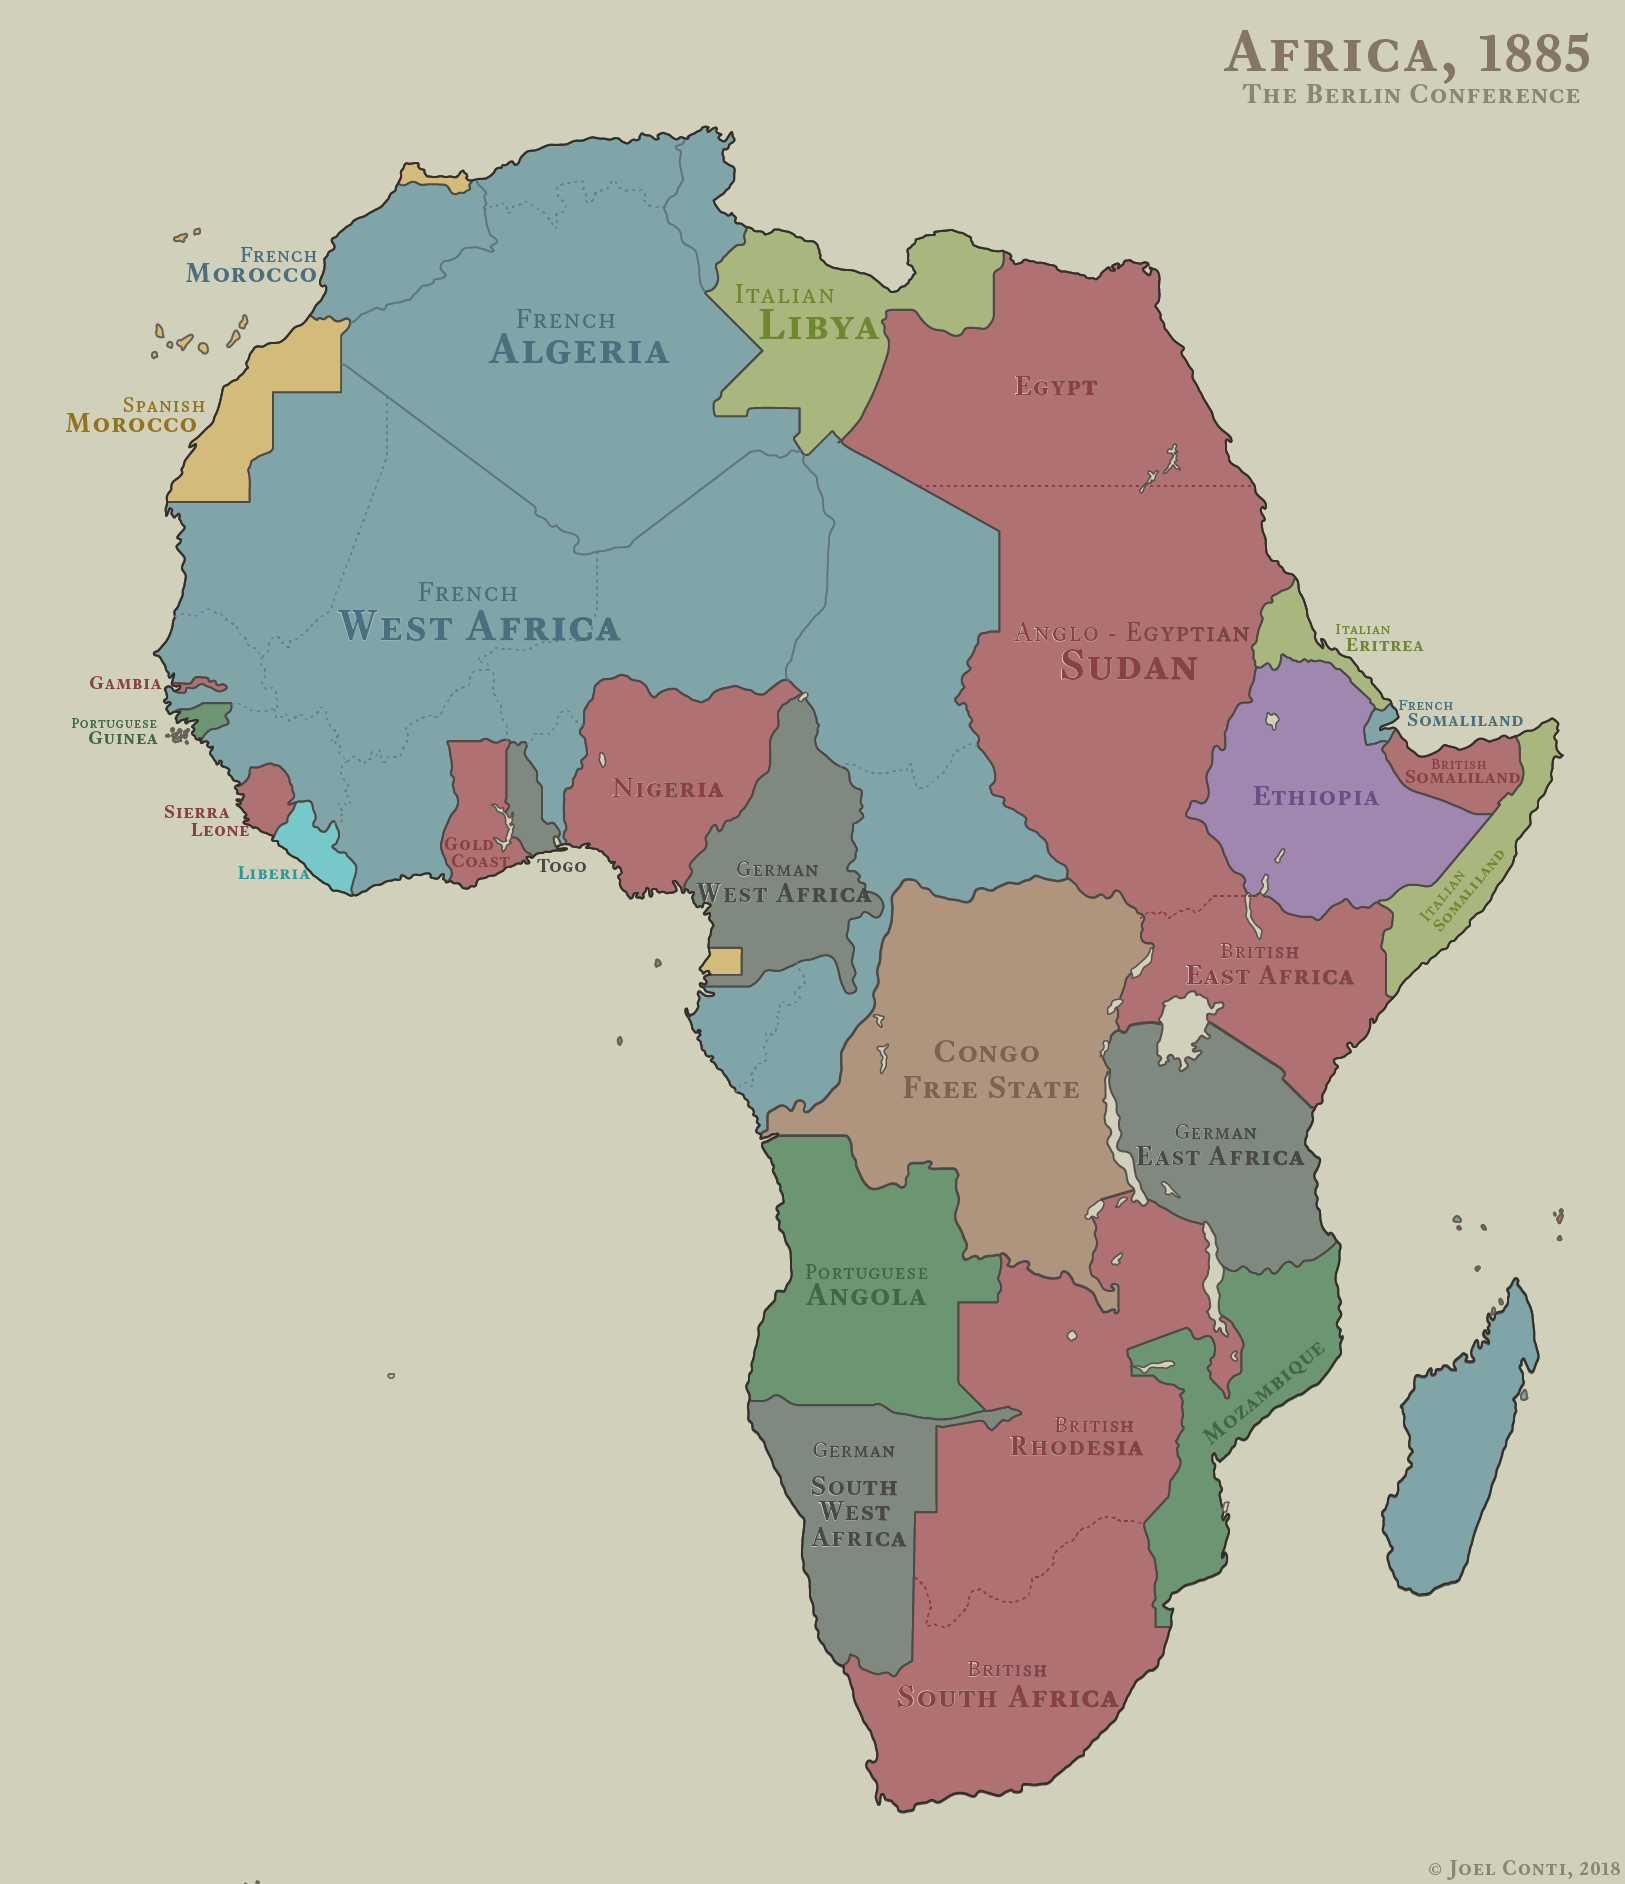 AFRICA, 1885
THE BERLIN CONFERENCE
FRENCH
MOROCCO
FRENCH
ALGERIA
ITALIAN
LIBYA
EGYPT
SPANISH
MOROCCO
FRENCH
WEST AFRICA
ANGLO - EGYPTIAN
SUDAN
ITALIAN
ERITREA
GAMBIA
PORTUGUESE
GUINEA
FRENCH
SOMALILAND
BRITISH
SOMALILAND
NIGERIA
ETHIOPIA
SIERRA
LEONE
GOLD
COAST
TOGO
LIBERIA
GERMAN
WEST AFRICA
ITALIAN
SOMALILAND
BRITISH
EAST AFRICA
CONGO
FREE STATE
GERMAN
EAST AFRICA
PORTUGUESE
ANGOLA
MOZAMBIQUE
BRITISH
RHODESIA
GERMAN
SOUTH
WEST
AFRICA
BRITISH
SOUTH AFRICA
© JOEL CONTI, 2018